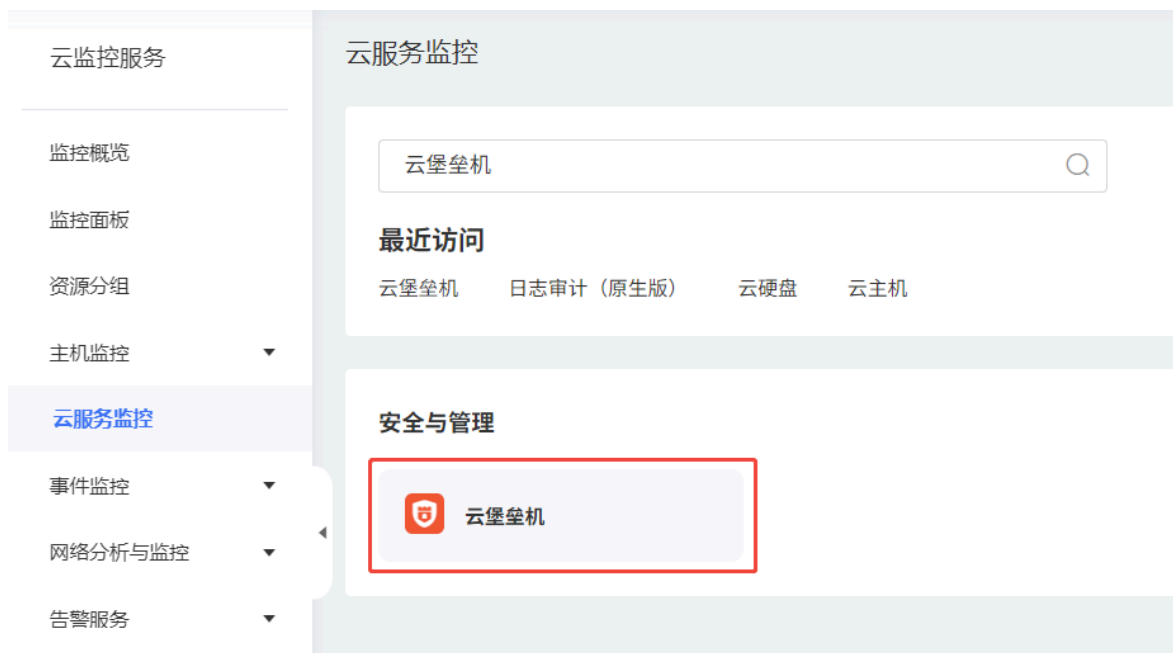 云监控服务
监控概览
监控面板
资源分组
主机监控
云服务监控
事件监控
网络分析与监控
告警服务
云服务监控
云堡垒机
最近访问
云堡垒机 日志审计（原生版） 云硬盘 云主机
安全与管理
云堡垒机